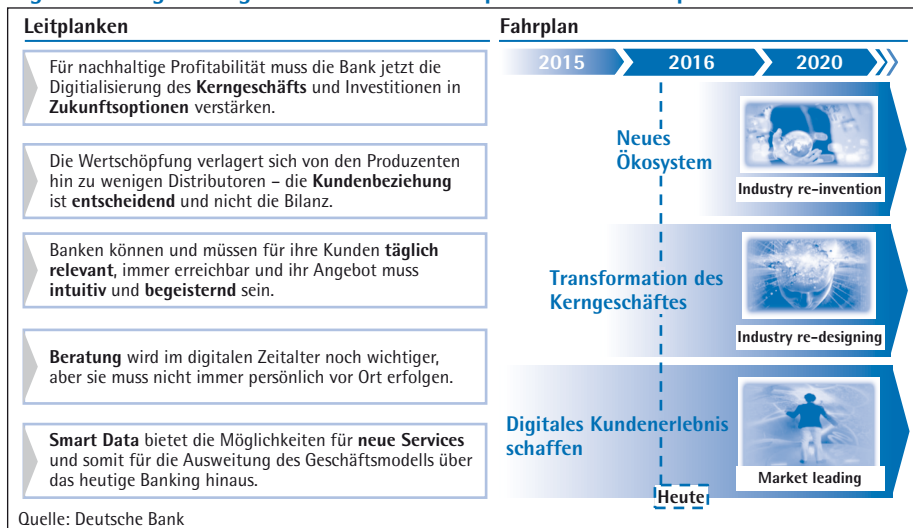 Leitplanken
Für nachhaltige Profitabilität muss die Bank jetzt die
Digitialisierung des Kerngeschäfts und Investitionen in
Zukunftsoptionen verstärken.
Die Wertschöpfung verlagert sich von den Produzenten
hin zu wenigen Distributoren – die Kundenbeziehung
ist entscheidend und nicht die Bilanz.
Banken können und müssen für ihre Kunden täglich
relevant, immer erreichbar und ihr Angebot muss
intuitiv und begeisternd sein.
Beratung wird im digitalen Zeitalter noch wichtiger,
aber sie muss nicht immer persönlich vor Ort erfolgen.
Smart Data bietet die Möglichkeiten für neue Services
und somit für die Ausweitung des Geschäftsmodells über
das heutige Banking hinaus.
Fahrplan
2015 2016 2020
Neues
Ökosystem
Industry re-invention
Transformation des
Kerngeschäftes
Industry re-designing
Digitales Kundenerlebnis
schaffen
Market leading
Heute
Quelle: Deutsche Bank